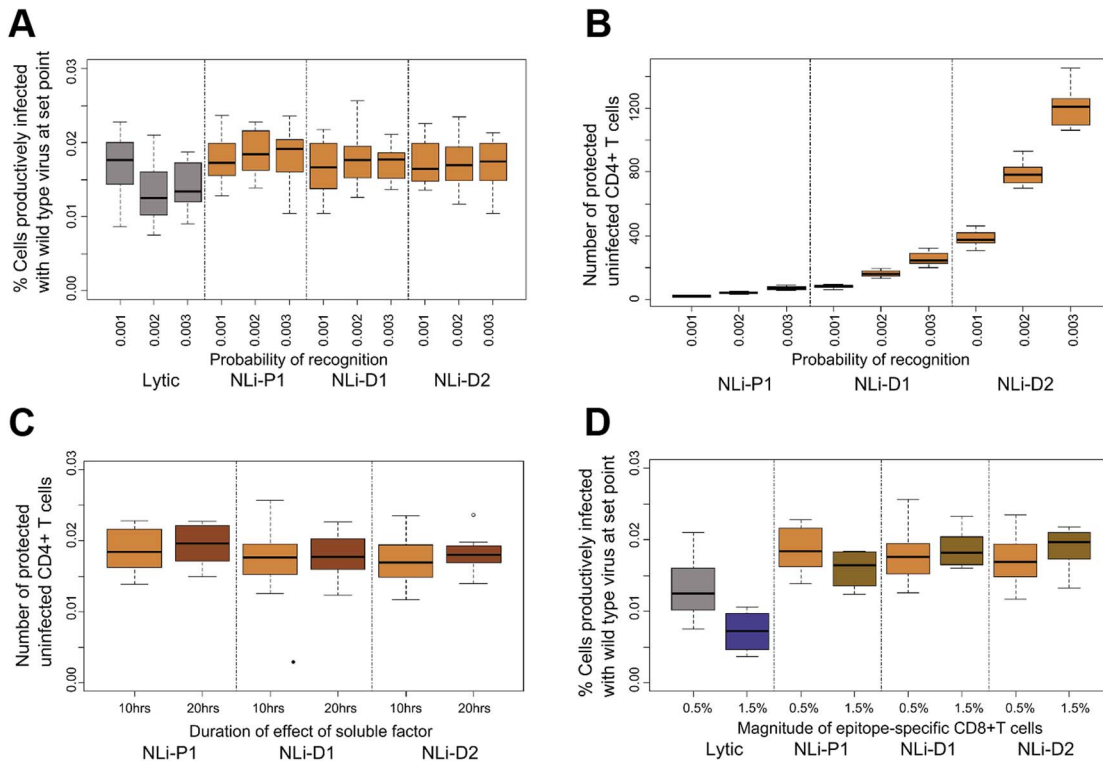 A
% Cells productively infected
with wild type virus at set point
0.03
0.02
0.01
0.00
0.001
0.002
0.003
0.001
0.002
0.003
0.001
0.002
0.003
0.001
0.002
0.003
Probability of recognition
Lytic NLi-P1 NLi-D1 NLi-D2
B
Number of protected
uninfected CD4+ T cells
1200
800
400
0
0.001
0.002
0.003
0.001
0.002
0.003
0.001
0.002
0.003
Probability of recognition
NLi-P1 NLi-D1 NLi-D2
C
Number of protected
uninfected CD4+ T cells
0.03
0.02
0.01
0.00
10hrs 20hrs 10hrs 20hrs 10hrs 20hrs
Duration of effect of soluble factor
NLi-P1 NLi-D1 NLi-D2
D
% Cells productively infected
with wild type virus at set point
0.03
0.02
0.01
0.00
0.5% 1.5% 0.5% 1.5% 0.5% 1.5% 0.5% 1.5%
Magnitude of epitope-specific CD8+T cells
Lytic NLi-P1 NLi-D1 NLi-D2